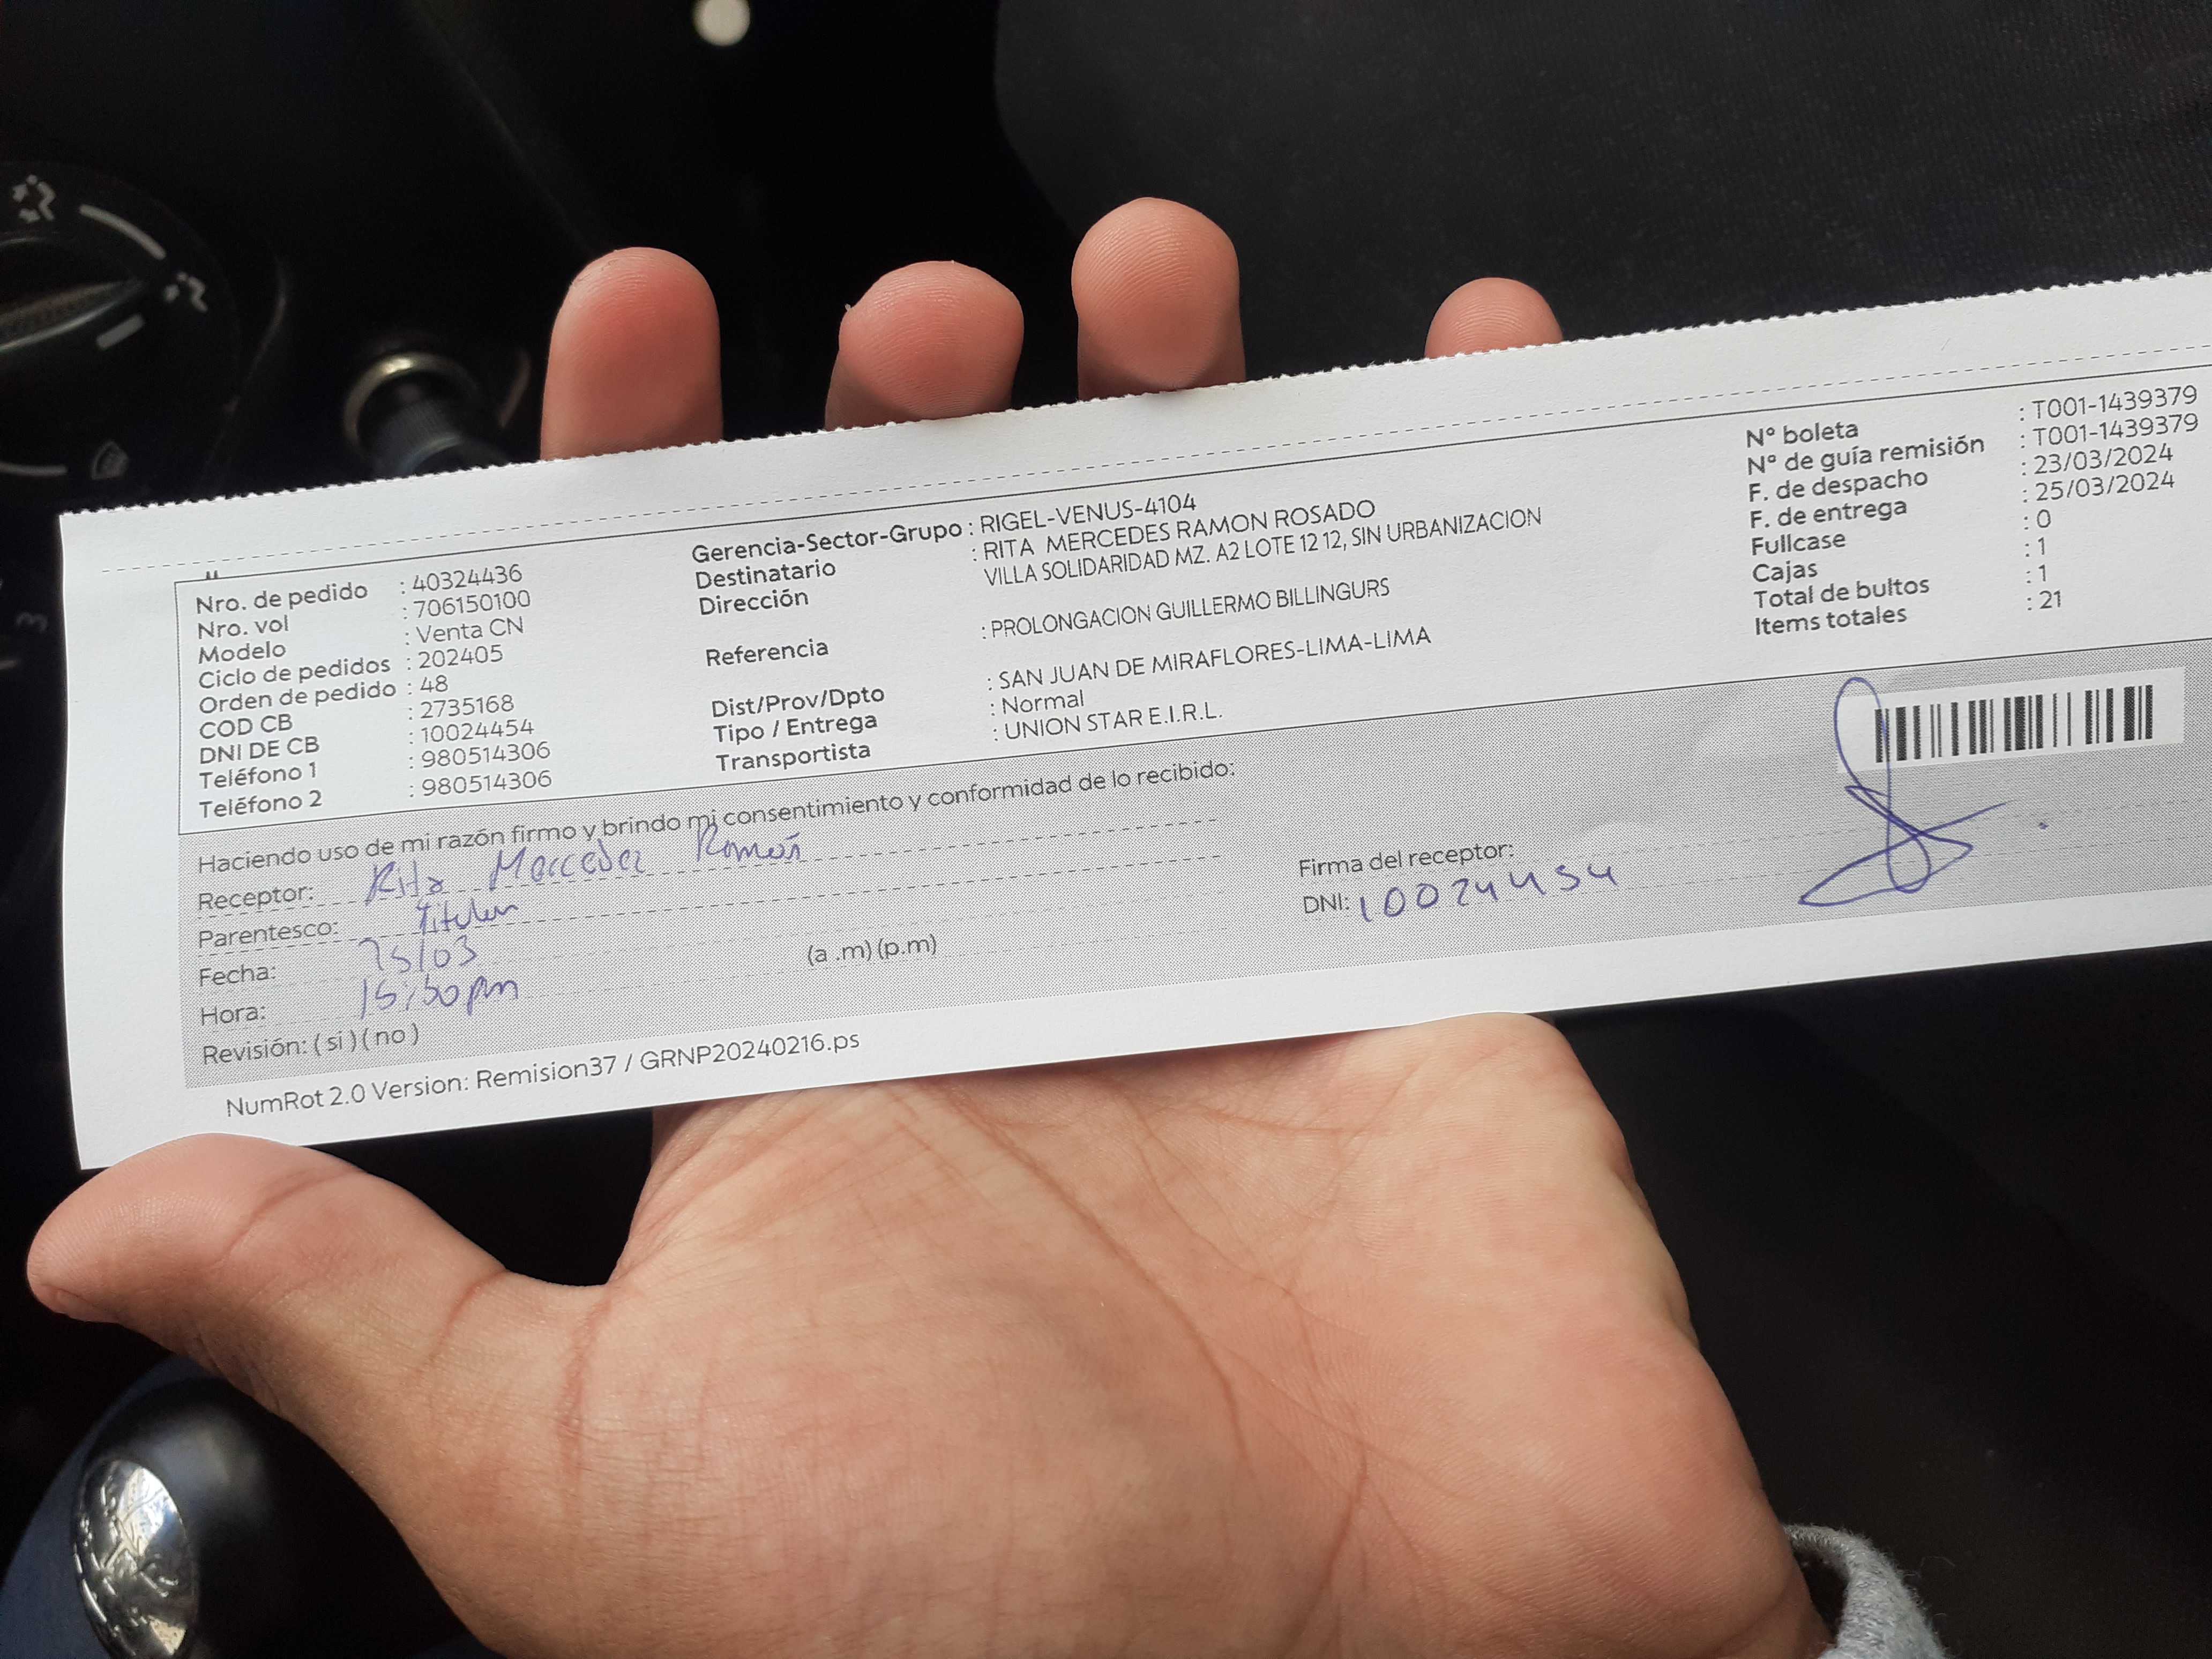 Nro. de pedido : 40324436
Nro. vol : 706150100
Modelo : Venta CN
Ciclo de pedidos : 202405
Orden de pedido : 48
COD CB : 2735168
DNI DE CB : 10024454
Teléfono 1 : 980514306
Teléfono 2 : 980514306
Gerencia-Sector-Grupo : RIGEL-VENUS-4104
Destinatario : RITA MERCEDES RAMON ROSADO
Dirección VILLA SOLIDARIDAD MZ. A2 LOTE 12 12, SIN URBANIZACION
Referencia : PROLONGACION GUILLERMO BILLINGURS
Dist/Prov/Dpto : SAN JUAN DE MIRAFLORES-LIMA-LIMA
Tipo / Entrega : Normal
Transportista : UNION STAR E.I.R.L.
N° boleta : T001-1439379
N° de guía remisión : T001-1439379
F. de despacho : 23/03/2024
F. de entrega : 25/03/2024
Fullcase : 0
Cajas : 1
Total de bultos : 1
Items totales : 21
Haciendo uso de mi razón firmo y brindo mi consentimiento y conformidad de lo recibido:
Receptor: Rita Mercedez Ramón
Parentesco: Titular
Fecha: 25/03
Hora: 15:30pm (a .m) (p.m)
Revisión: ( si ) ( no )
Firma del receptor:
DNI: 10024454
NumRot 2.0 Version: Remision37 / GRNP20240216.ps